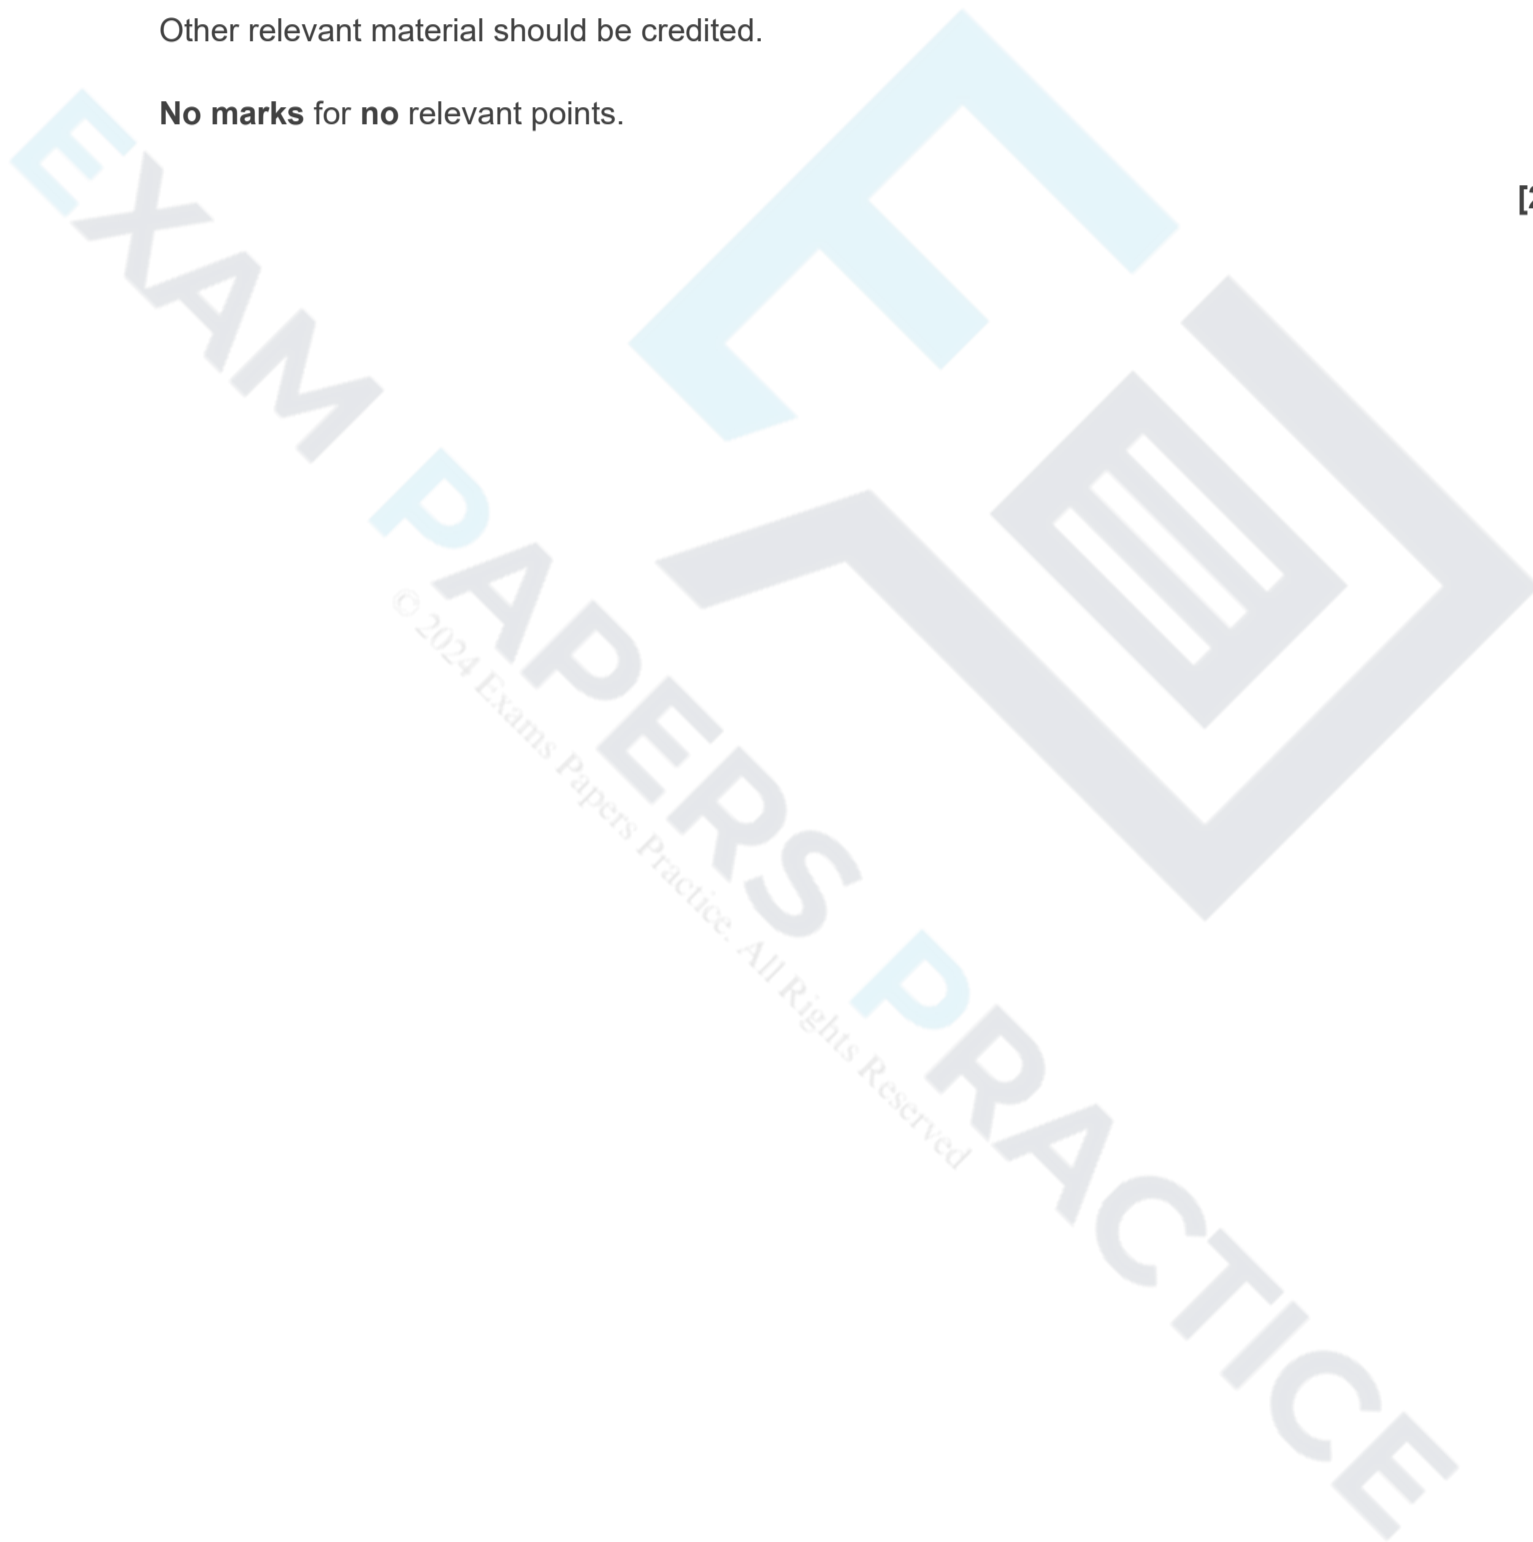 Other relevant material should be credited.
No marks for no relevant points.
[2
EXAM PAPERS PRACTICE
© 2024 Exams Papers Practice. All Rights Reserved